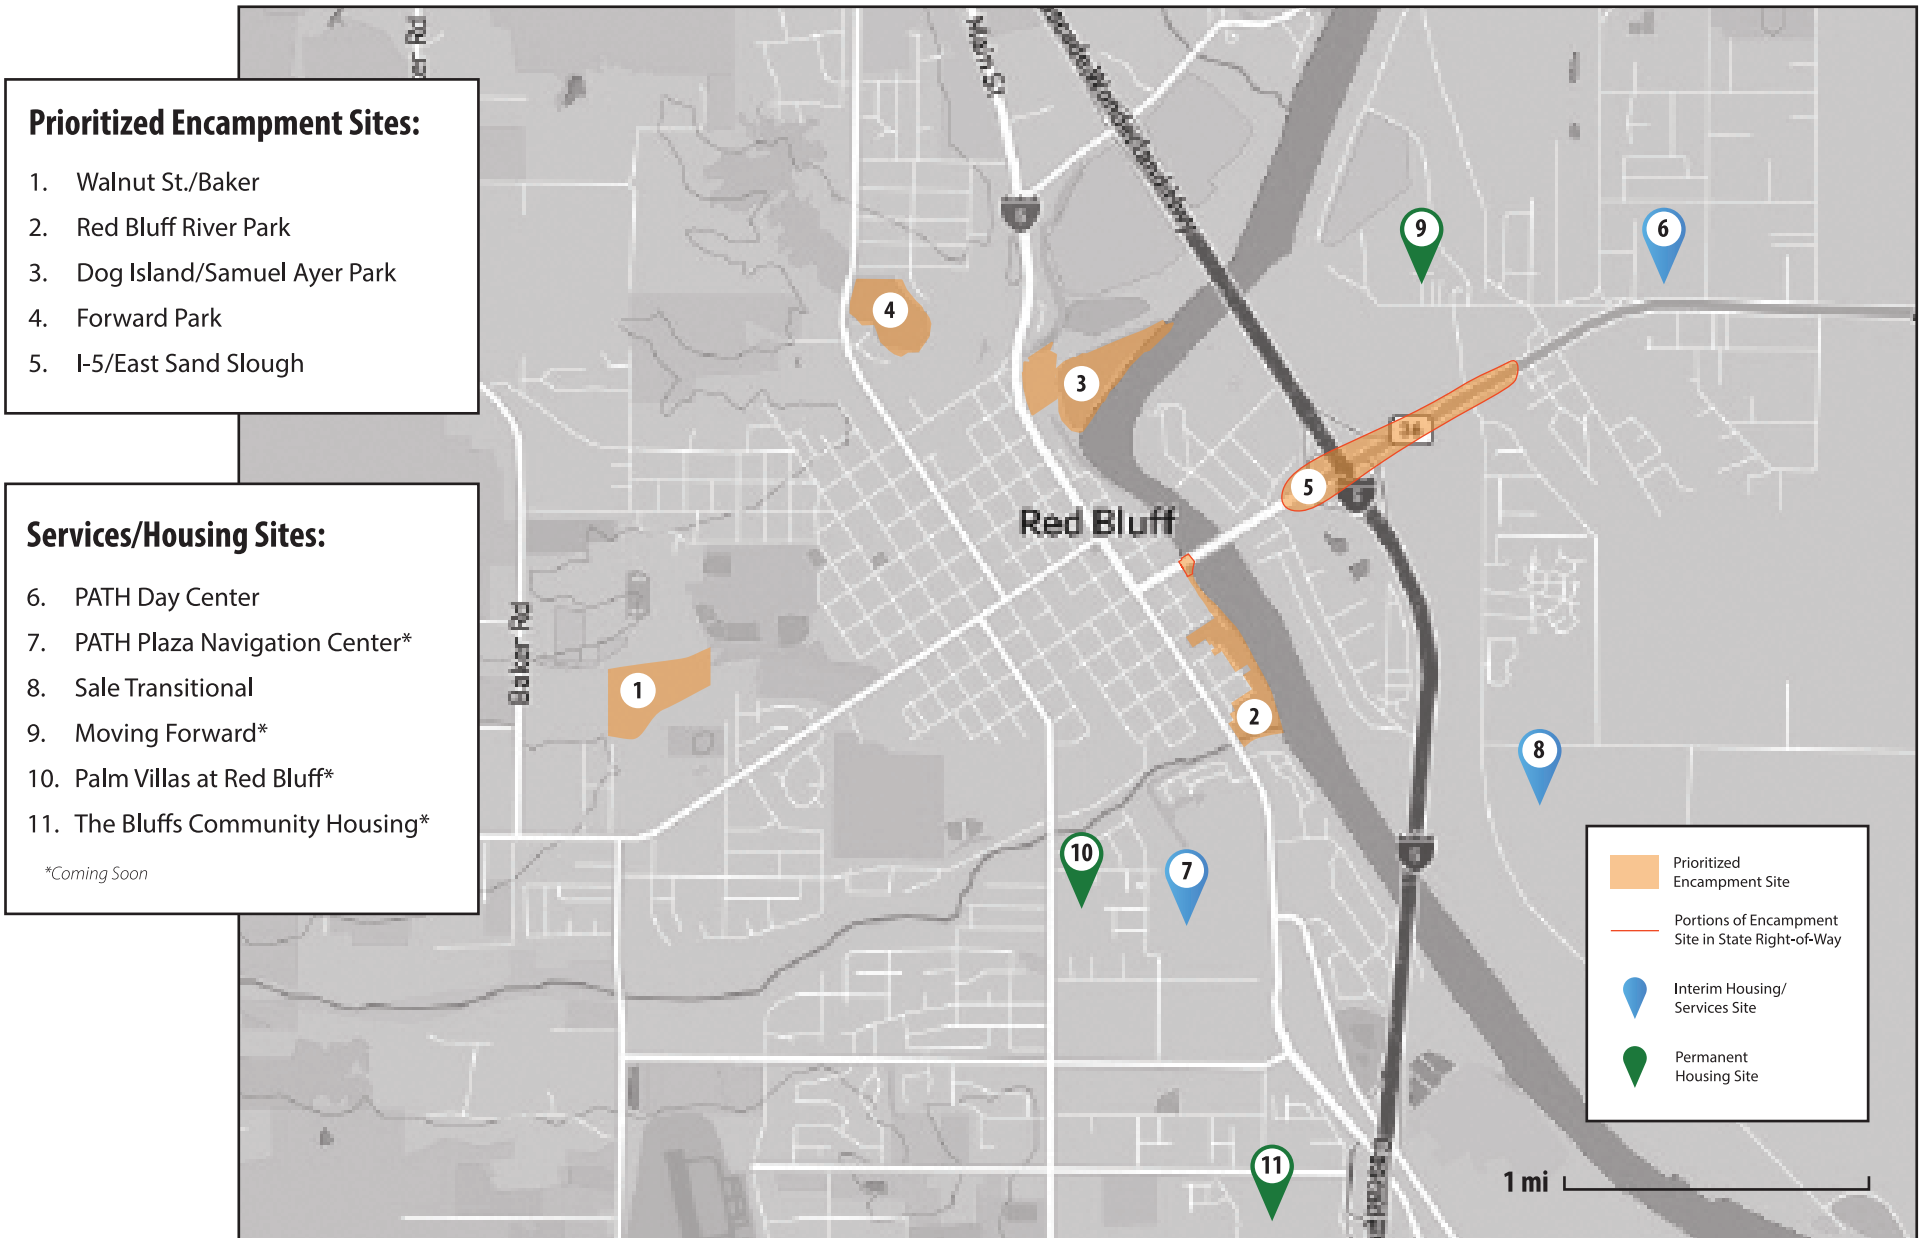 Prioritized Encampment Sites:
1. Walnut St./Baker
2. Red Bluff River Park
3. Dog Island/Samuel Ayer Park
4. Forward Park
5. I-5/East Sand Slough
Services/Housing Sites:
6. PATH Day Center
7. PATH Plaza Navigation Center*
8. Sale Transitional
9. Moving Forward*
10. Palm Villas at Red Bluff*
11. The Bluffs Community Housing*
*Coming Soon
Main St
Baker Rd
Red Bluff
9
6
4
3
5
36
1
2
8
10
7
11
Prioritized
Encampment Site
Portions of Encampment
Site in State Right-of-Way
Interim Housing/
Services Site
Permanent
Housing Site
1 mi